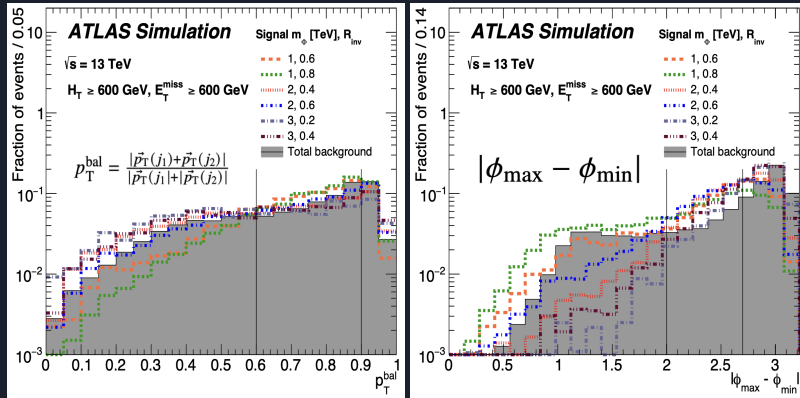 Fraction of events / 0.05
10
1
10⁻¹
10⁻²
10⁻³
ATLAS Simulation
√s = 13 TeV
H_T ≥ 600 GeV, E_T^miss ≥ 600 GeV
Signal m_Φ [TeV], R_inv
1, 0.6
1, 0.8
2, 0.4
2, 0.6
3, 0.2
3, 0.4
Total background
p_T^bal = |p⃗_T(j₁)+p⃗_T(j₂)| / |p⃗_T(j₁|+|p⃗_T(j₂)|
0 0.1 0.2 0.3 0.4 0.5 0.6 0.7 0.8 0.9 1
p_T^bal
Fraction of events / 0.14
10
1
10⁻¹
10⁻²
10⁻³
ATLAS Simulation
√s = 13 TeV
H_T ≥ 600 GeV, E_T^miss ≥ 600 GeV
Signal m_Φ [TeV], R_inv
1, 0.6
1, 0.8
2, 0.4
2, 0.6
3, 0.2
3, 0.4
Total background
|ϕ_max − ϕ_min|
0 0.5 1 1.5 2 2.5 3
|ϕ_max - ϕ_min|